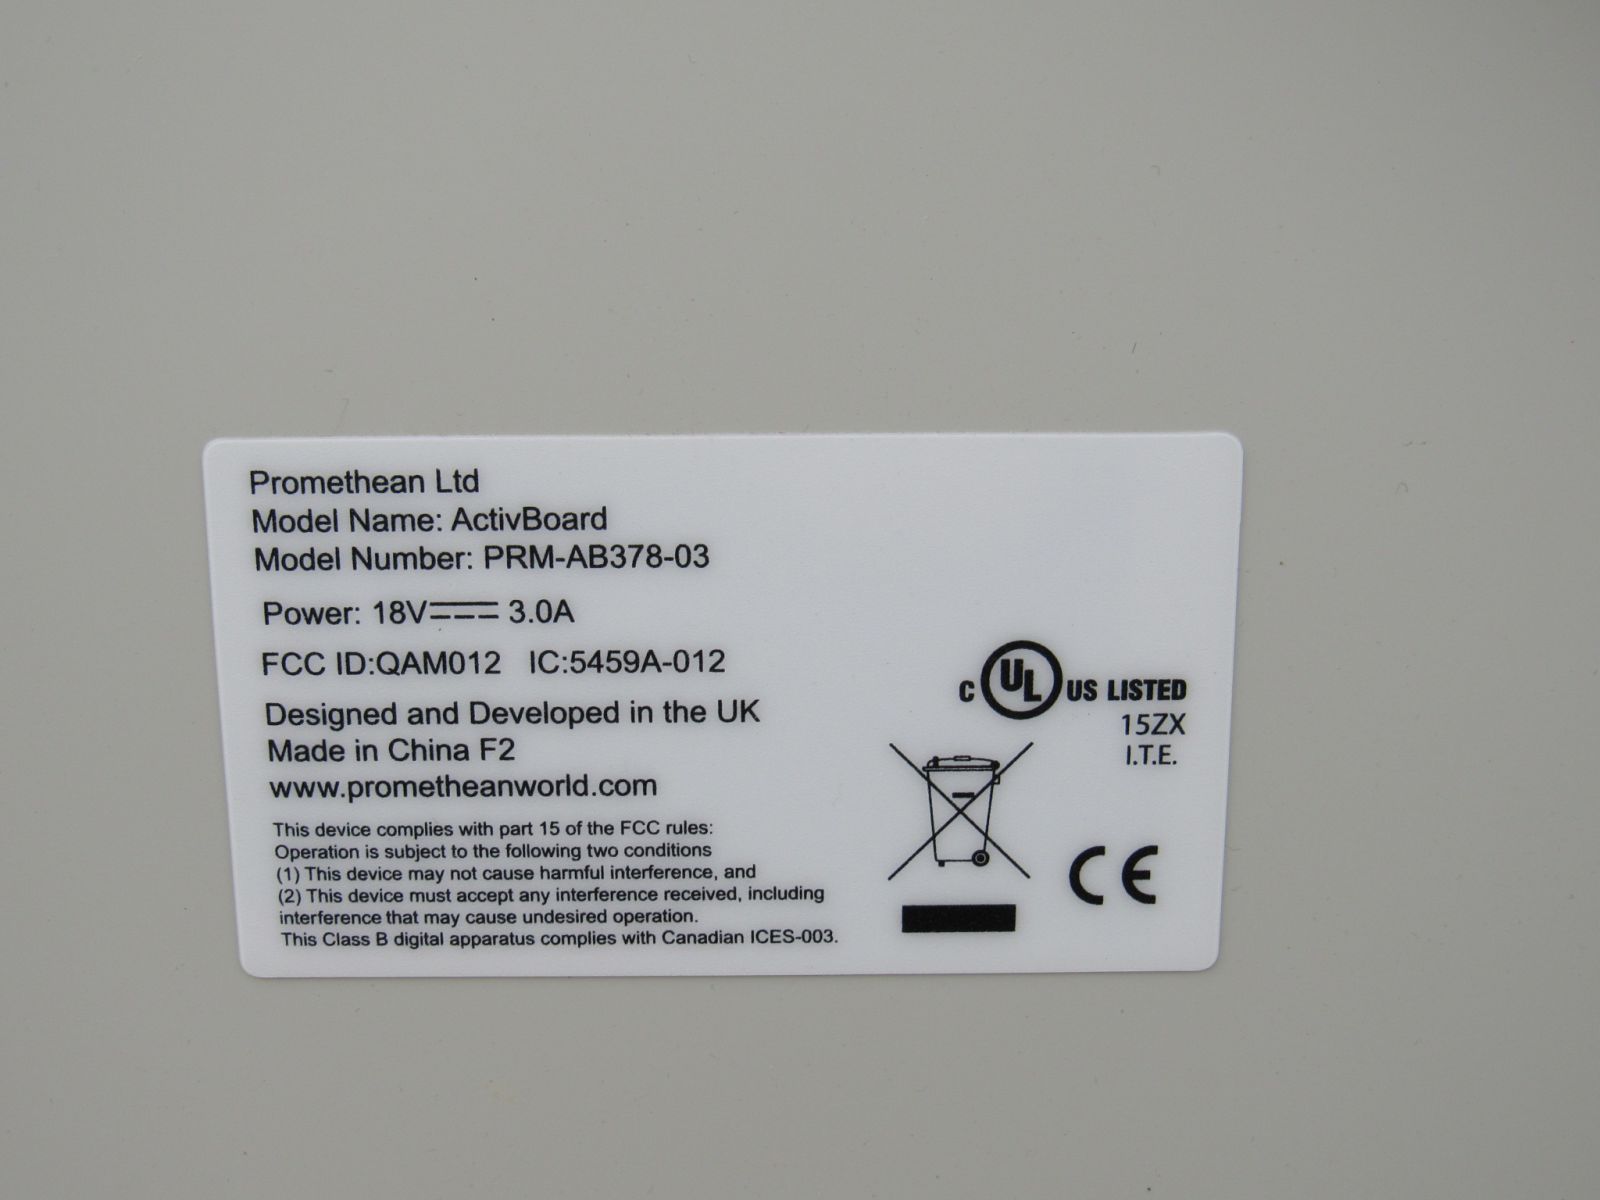 Promethean Ltd
Model Name: ActivBoard
Model Number: PRM-AB378-03
Power: 18V⎓ 3.0A
FCC ID:QAM012 IC:5459A-012
Designed and Developed in the UK
Made in China F2
www.prometheanworld.com
This device complies with part 15 of the FCC rules:
Operation is subject to the following two conditions
(1) This device may not cause harmful interference, and
(2) This device must accept any interference received, including
interference that may cause undesired operation.
This Class B digital apparatus complies with Canadian ICES-003.
C UL US LISTED
15ZX
I.T.E.
CE